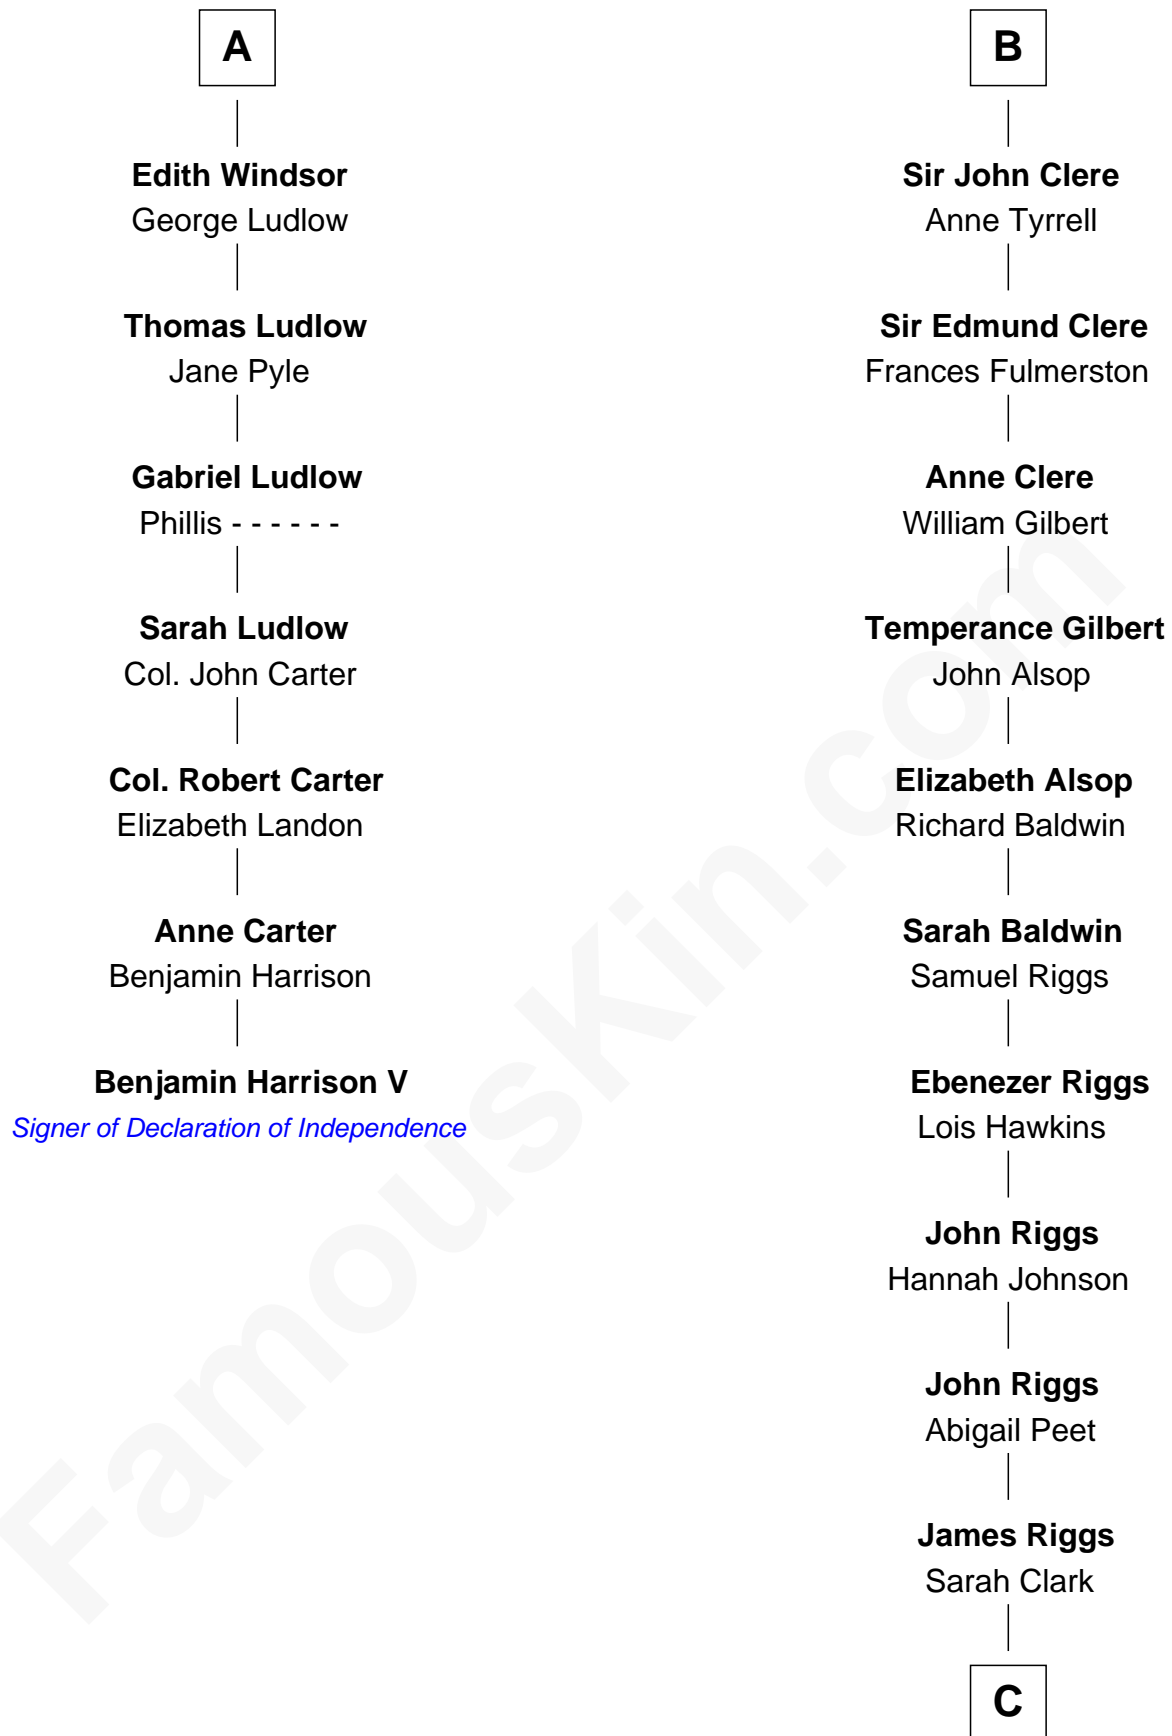 A
Edith Windsor
George Ludlow
Thomas Ludlow
Jane Pyle
Gabriel Ludlow
Phillis - - - - - -
Sarah Ludlow
Col. John Carter
Col. Robert Carter
Elizabeth Landon
Anne Carter
Benjamin Harrison
Benjamin Harrison V
Signer of Declaration of Independence
B
Sir John Clere
Anne Tyrrell
Sir Edmund Clere
Frances Fulmerston
Anne Clere
William Gilbert
Temperance Gilbert
John Alsop
Elizabeth Alsop
Richard Baldwin
Sarah Baldwin
Samuel Riggs
Ebenezer Riggs
Lois Hawkins
John Riggs
Hannah Johnson
John Riggs
Abigail Peet
James Riggs
Sarah Clark
C
FamousKin.com